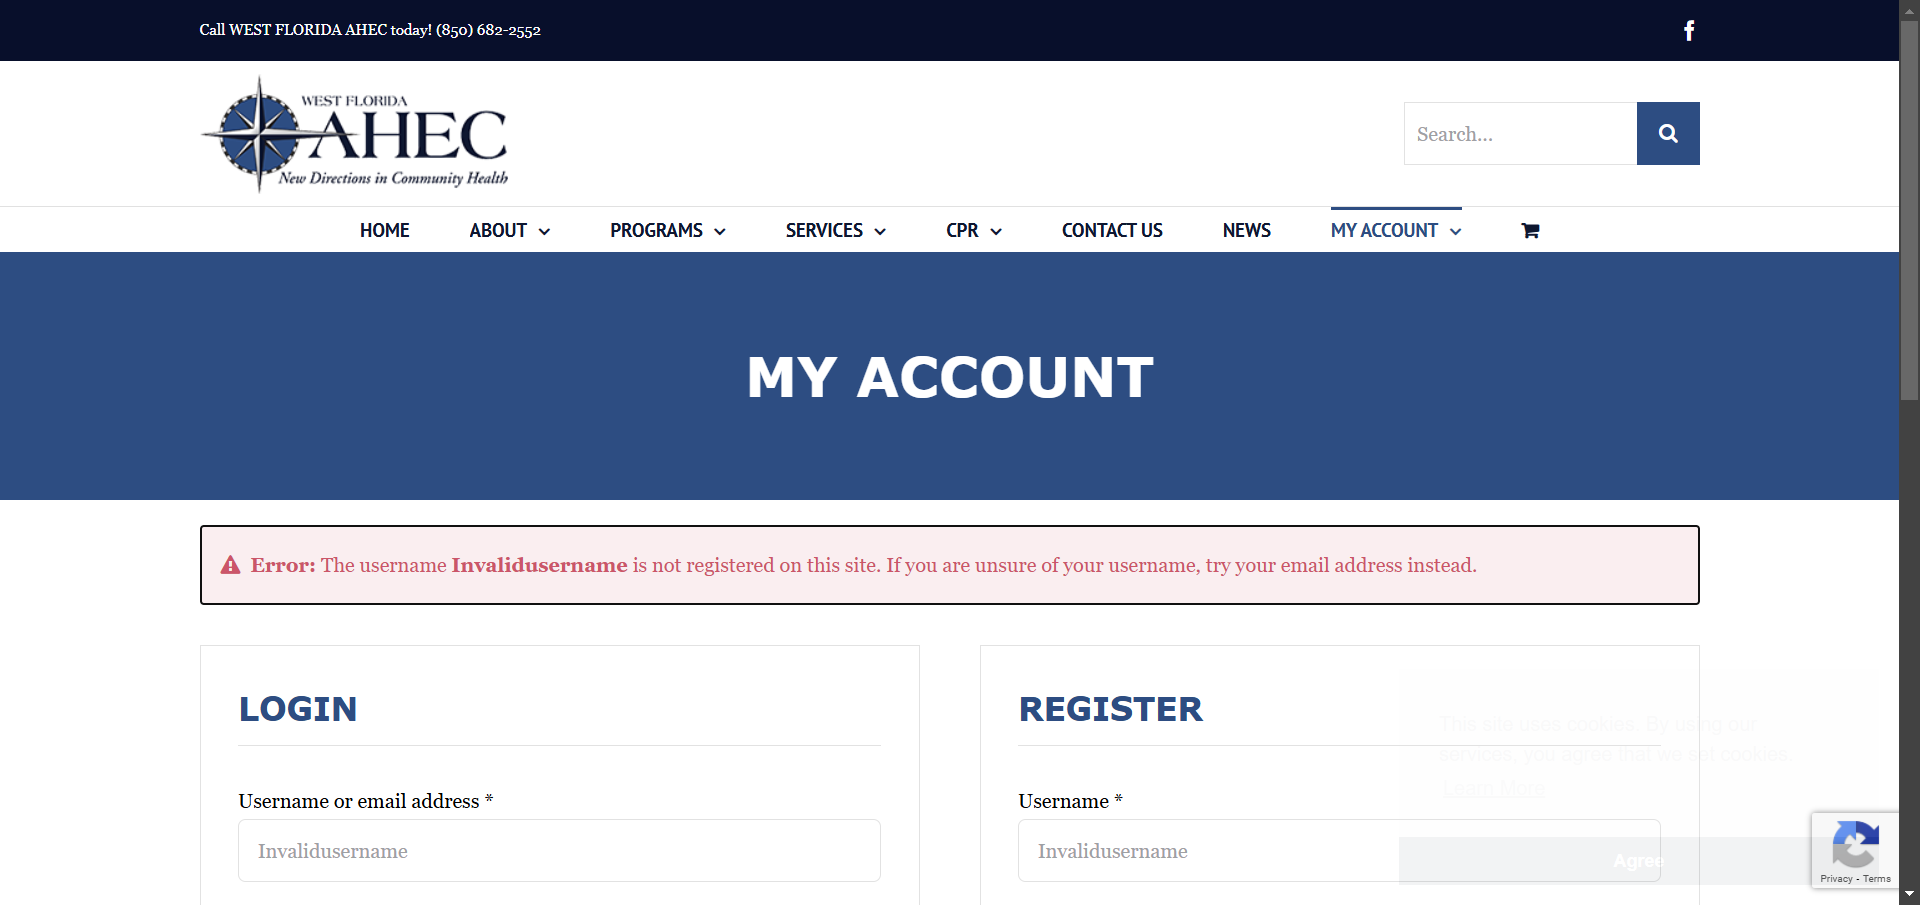 Call WEST FLORIDA AHEC today! (850) 682-2552
WEST FLORIDA
AHEC
New Directions in Community Health
Search...
HOME ABOUT PROGRAMS SERVICES CPR CONTACT US NEWS MY ACCOUNT
MY ACCOUNT
Error: The username Invalidusername is not registered on this site. If you are unsure of your username, try your email address instead.
LOGIN
Username or email address *
Invalidusername
REGISTER
Username *
Invalidusername
This site uses cookies. By using our
services, you agree that we set cookies.
Learn More
Agree
Privacy - Terms